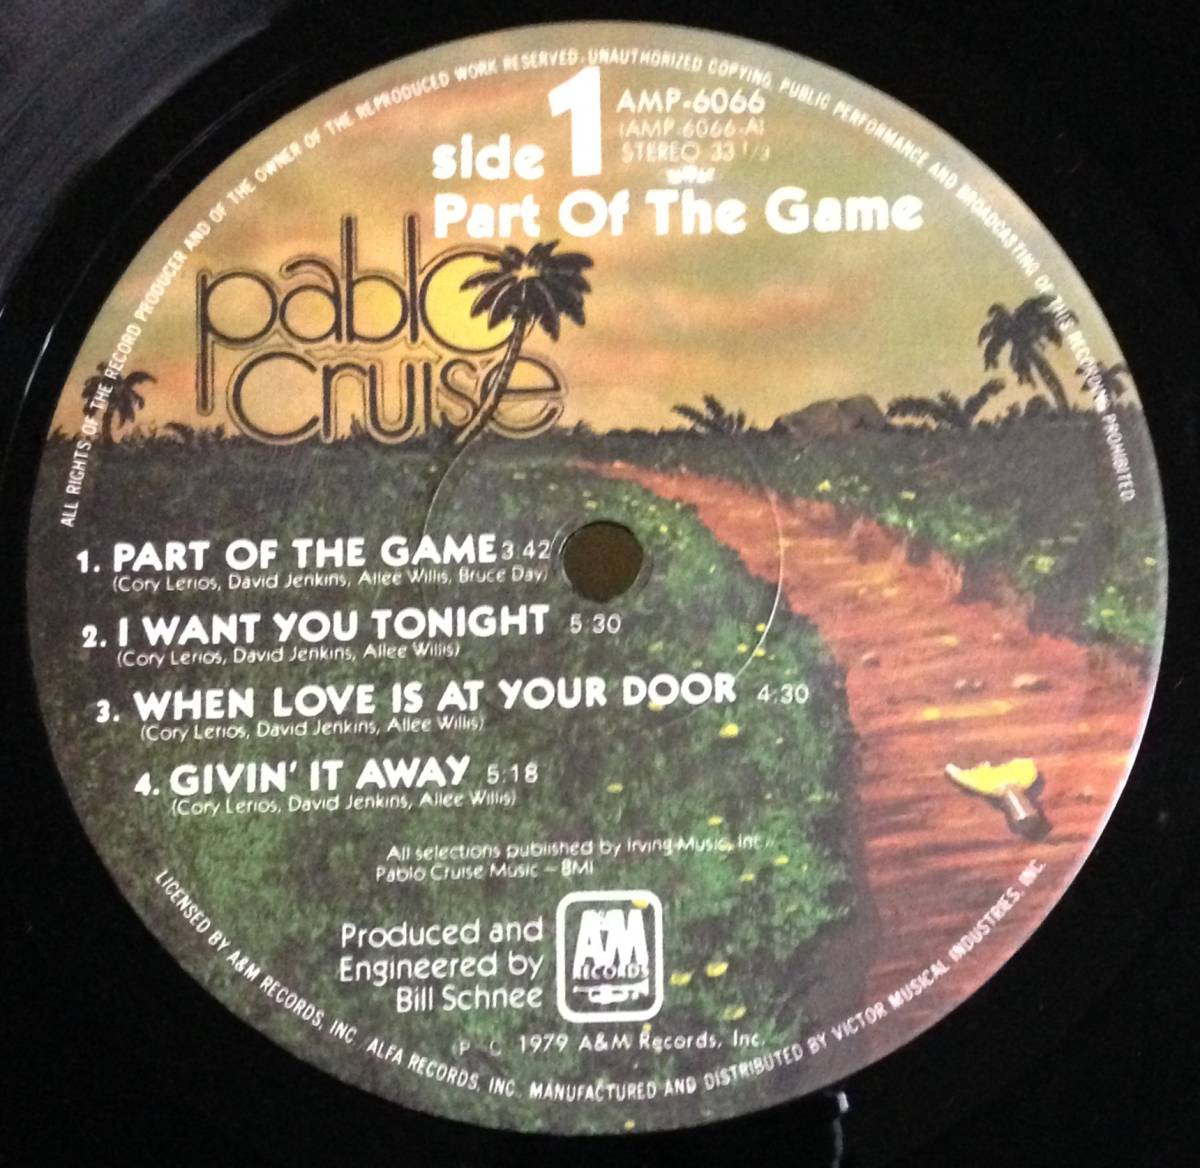 ALL RIGHTS OF THE RECORD PRODUCER AND OF THE OWNER OF THE REPRODUCED WORK RESERVED. UNAUTHORIZED COPYING, PUBLIC PERFORMANCE AND BROADCASTING OF THIS RECORDING PROHIBITED
side 1
AMP-6066
(AMP-6066-A)
STEREO 33 1/3
Part Of The Game
pablo
cruise
1. PART OF THE GAME 3:42
(Cory Lerios, David Jenkins, Allee Willis, Bruce Day)
2. I WANT YOU TONIGHT 5:30
(Cory Lerios, David Jenkins, Allee Willis)
3. WHEN LOVE IS AT YOUR DOOR 4:30
(Cory Lerios, David Jenkins, Allee Willis)
4. GIVIN' IT AWAY 5:18
(Cory Lerios, David Jenkins, Allee Willis)
All selections published by Irving Music, Inc.
Pablo Cruise Music – BMI
Produced and
Engineered by
Bill Schnee
A&M
RECORDS
P C 1979 A&M Records, Inc.
LICENSED BY A&M RECORDS, INC. ALFA RECORDS, INC. MANUFACTURED AND DISTRIBUTED BY VICTOR MUSICAL INDUSTRIES, INC.